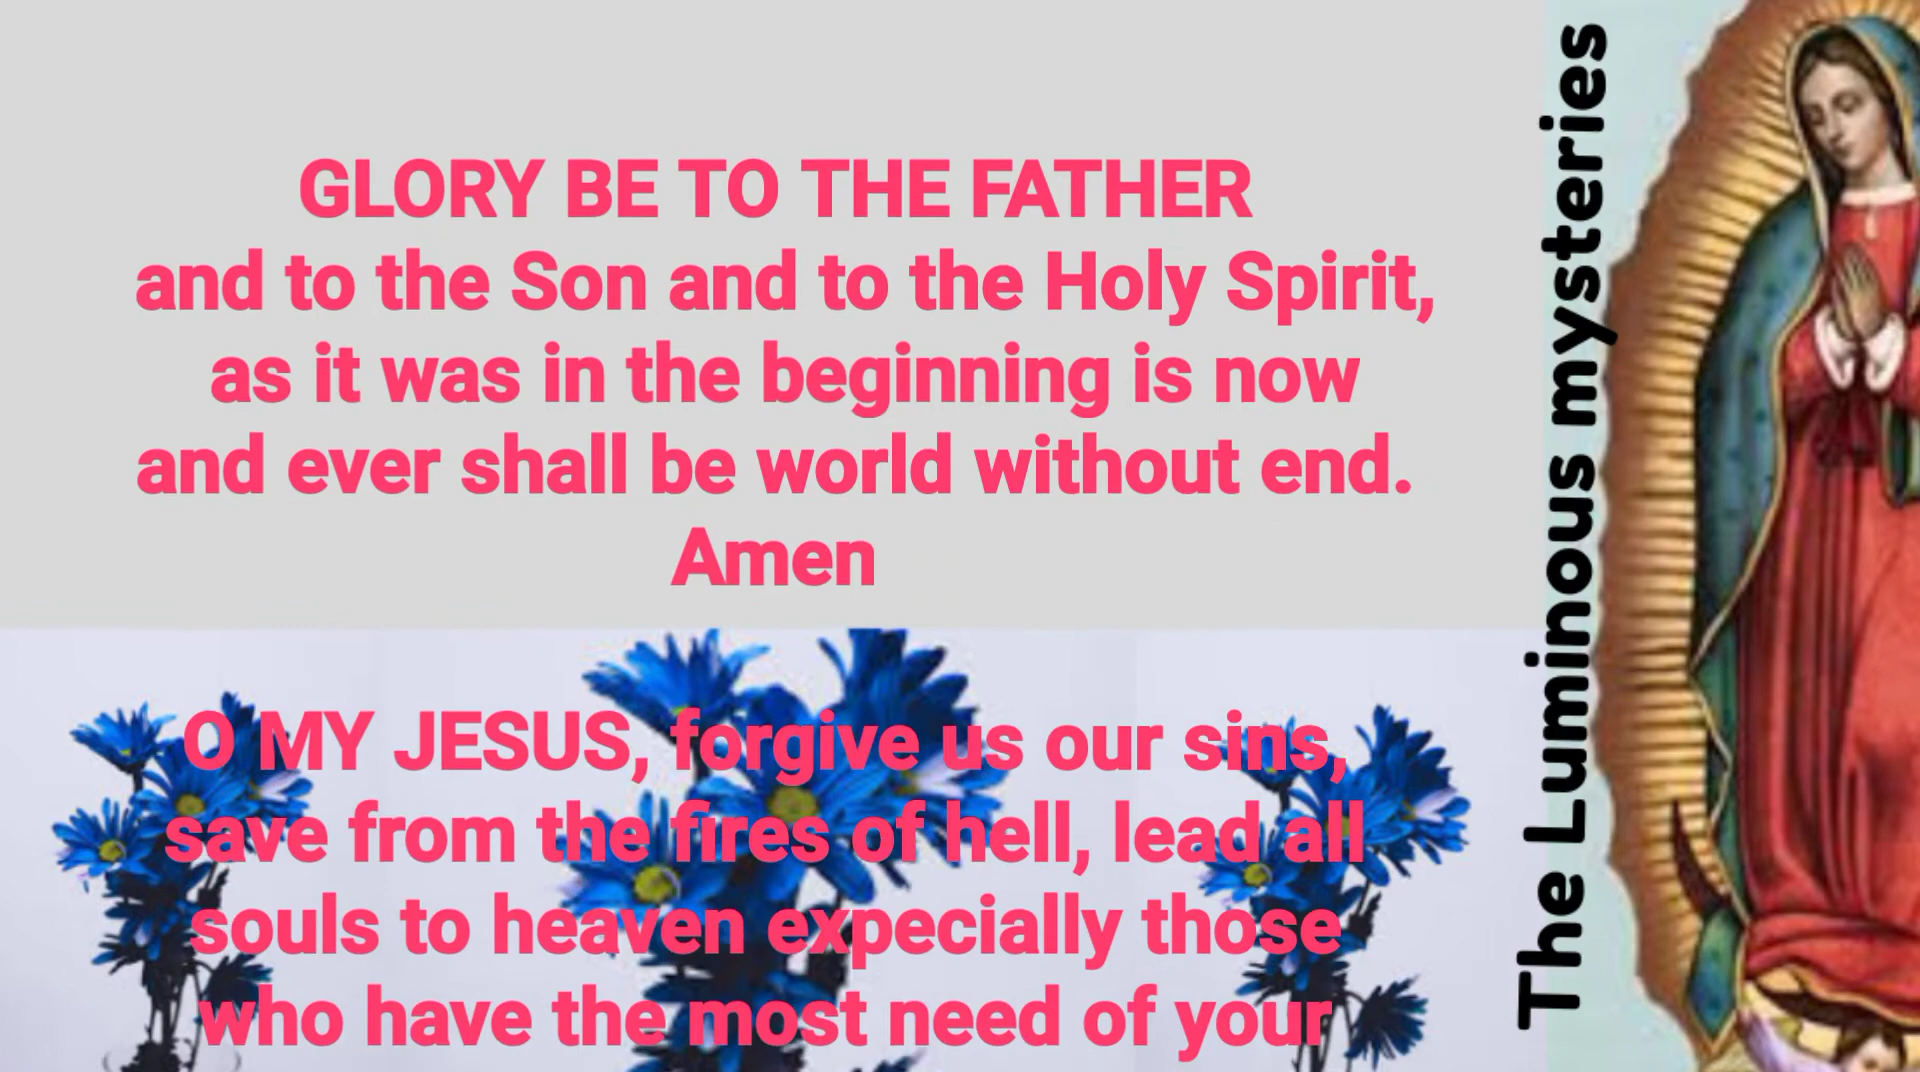 GLORY BE TO THE FATHER
and to the Son and to the Holy Spirit,
as it was in the beginning is now
and ever shall be world without end.
Amen
O MY JESUS, forgive us our sins,
save from the fires of hell, lead all
souls to heaven expecially those
who have the most need of your
The Luminous mysteries